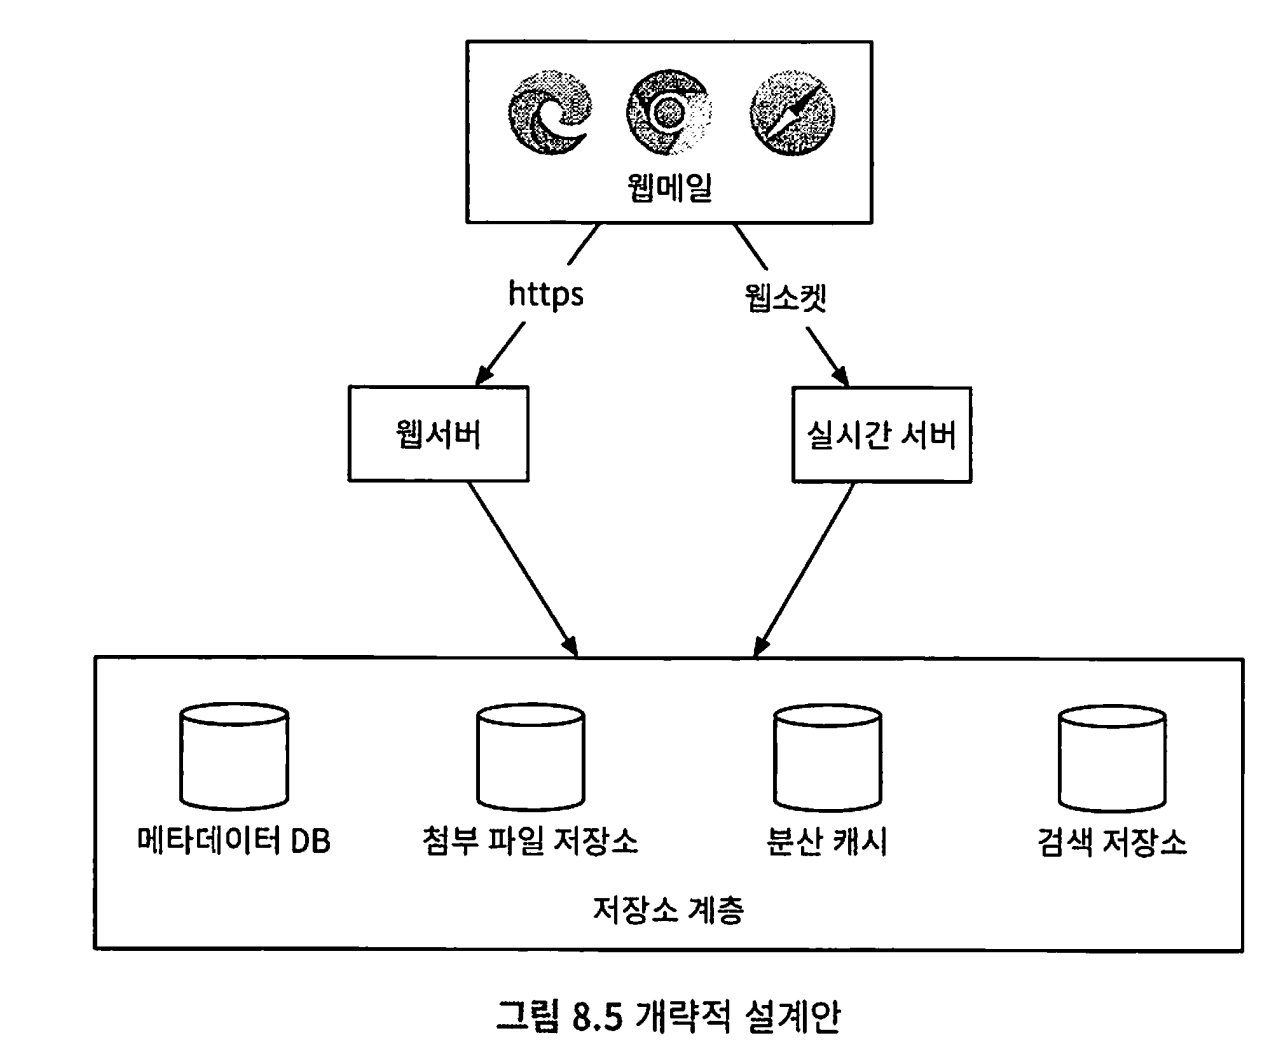 웹메일
https
웹소켓
웹서버
실시간 서버
메타데이터 DB
첨부 파일 저장소
분산 캐시
검색 저장소
저장소 계층
그림 8.5 개략적 설계안